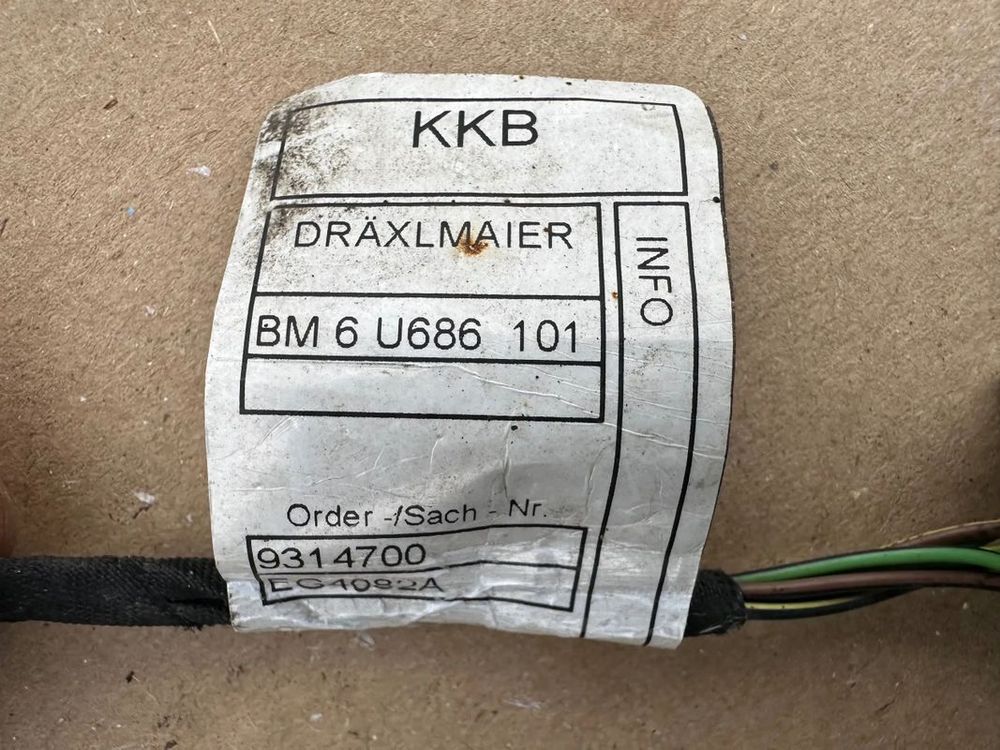 KKB
DRÄXLMAIER
INFO
BM 6 U686 101
Order -/Sach - Nr.
9314700